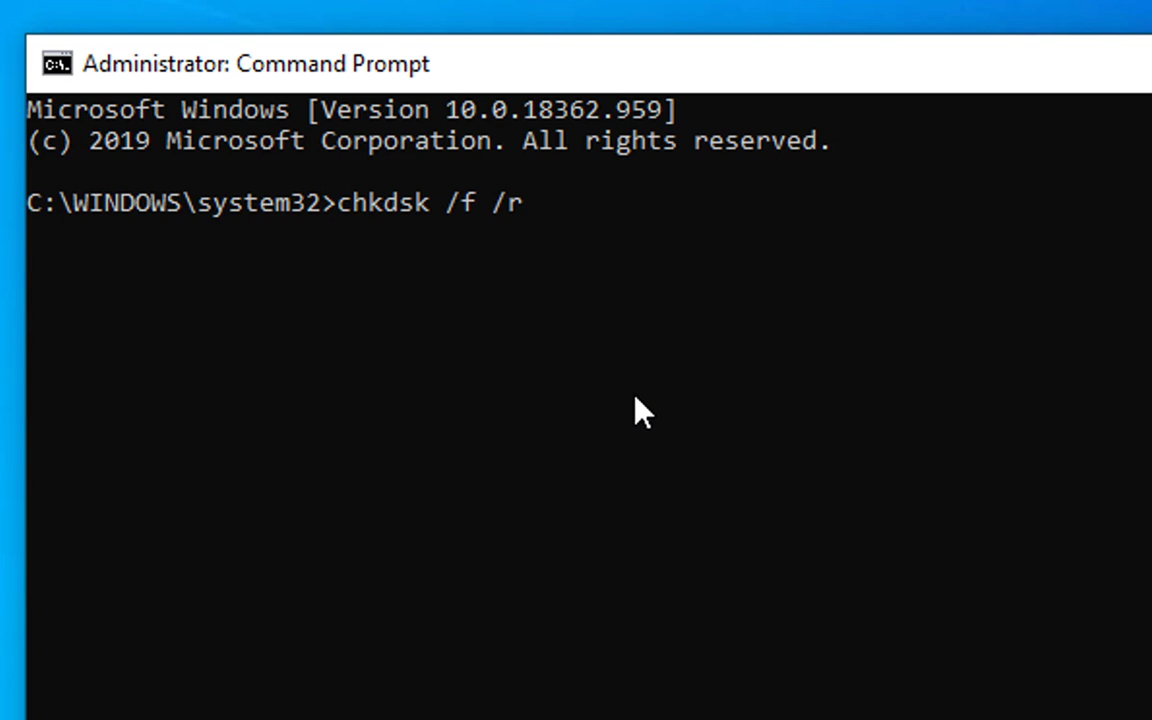 Administrator: Command Prompt
Microsoft Windows [Version 10.0.18362.959]
(c) 2019 Microsoft Corporation. All rights reserved.
C:\WINDOWS\system32>chkdsk /f /r